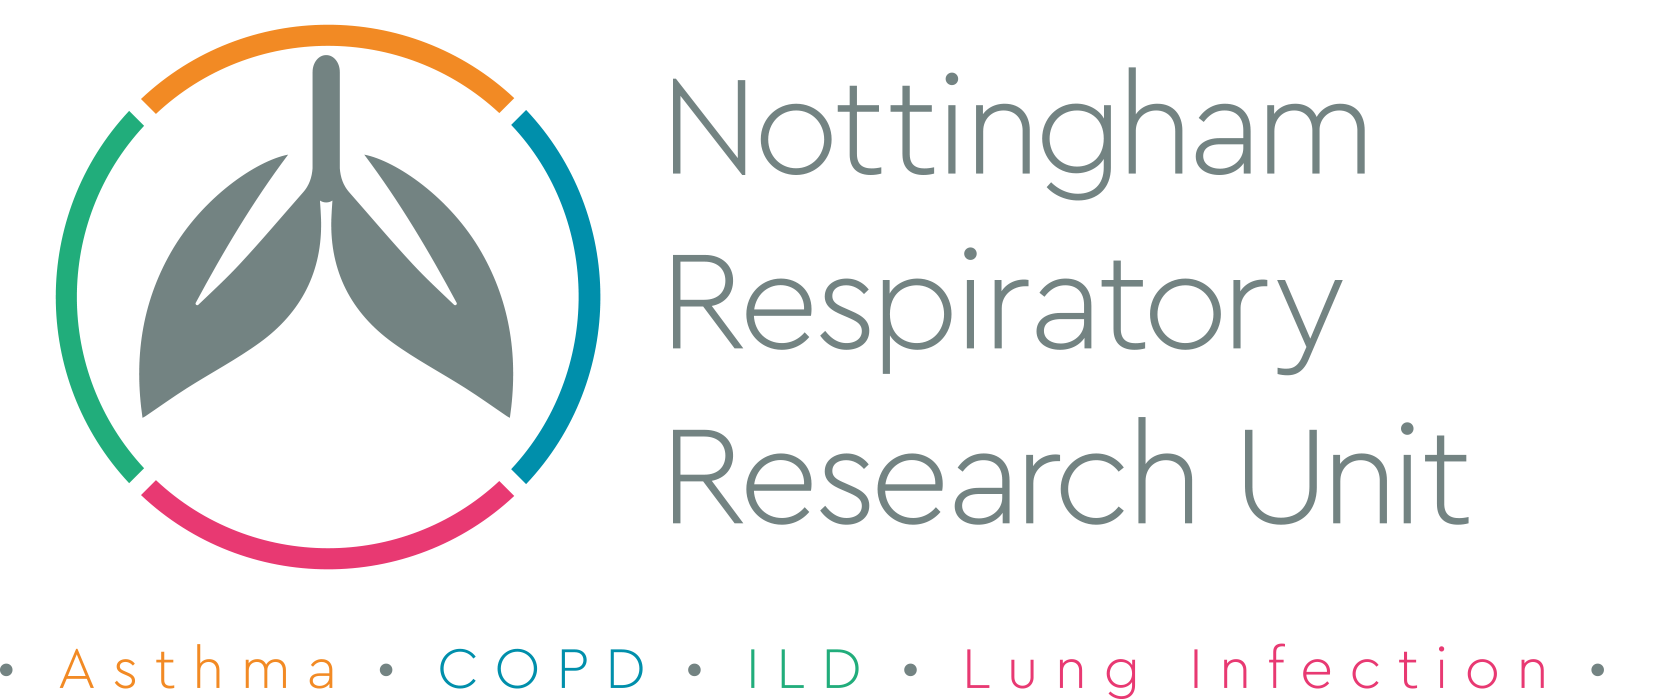 Nottingham
Respiratory
Research Unit
• Asthma • COPD • ILD • Lung Infection •